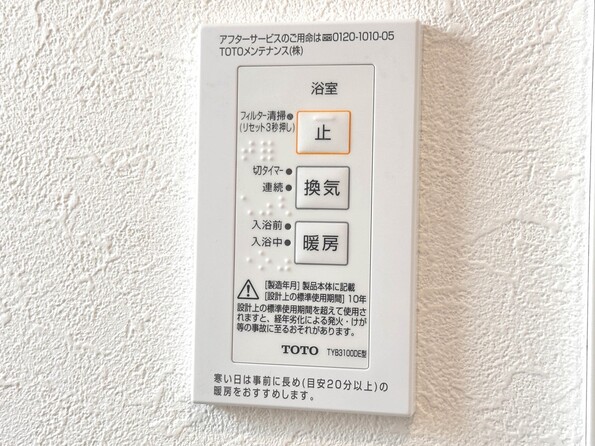 アフターサービスのご用命は0120-1010-05
TOTOメンテナンス(株)
浴室
フィルター清掃
(リセット3秒押し)
止
切タイマー
連続
換気
入浴前
入浴中
暖房
[製造年月] 製品本体に記載
[設計上の標準使用期間] 10年
設計上の標準使用期間を超えて使用さ
れますと、経年劣化による発火・けが
等の事故に至るおそれがあります。
TOTO TYB3100DE型
寒い日は事前に長め(目安20分以上)の
暖房をおすすめします。